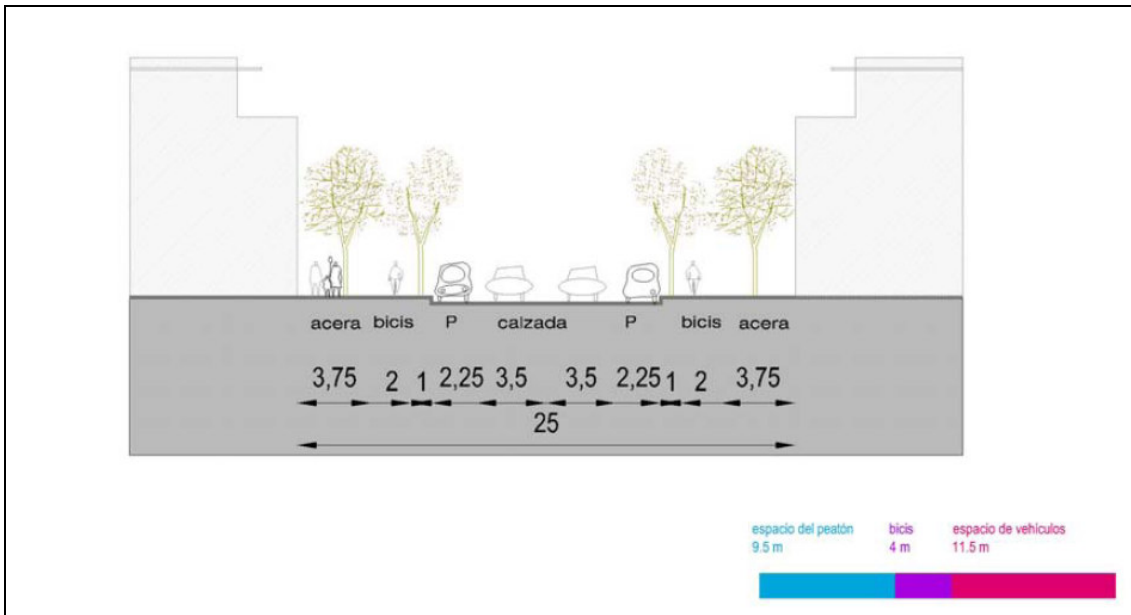 acera bicis P calzada P bicis acera
3,75 2 1 2,25 3,5 3,5 2,25 1 2 3,75
25
espacio del peatón bicis espacio de vehículos
9.5 m 4 m 11.5 m